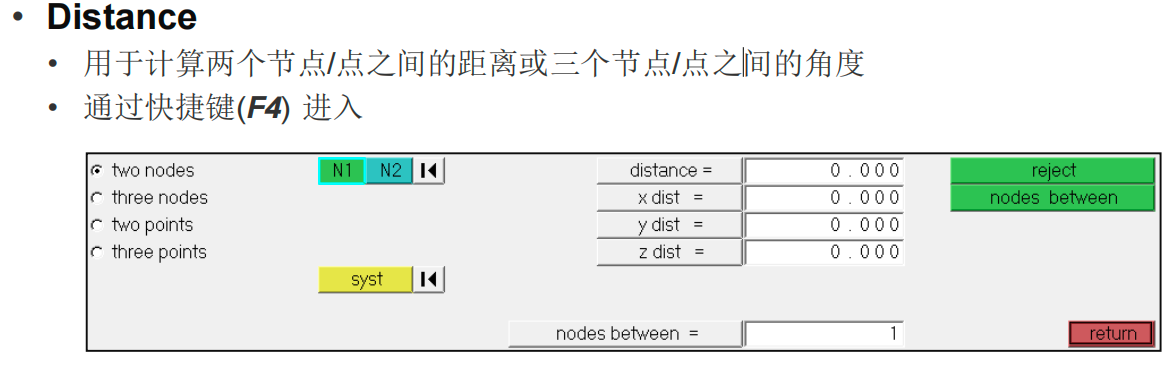 • Distance
• 用于计算两个节点/点之间的距离或三个节点/点之间的角度
• 通过快捷键(F4) 进入
two nodes N1 N2 distance = 0.000 reject
three nodes x dist = 0.000 nodes between
two points y dist = 0.000
three points z dist = 0.000
syst
nodes between = 1 return